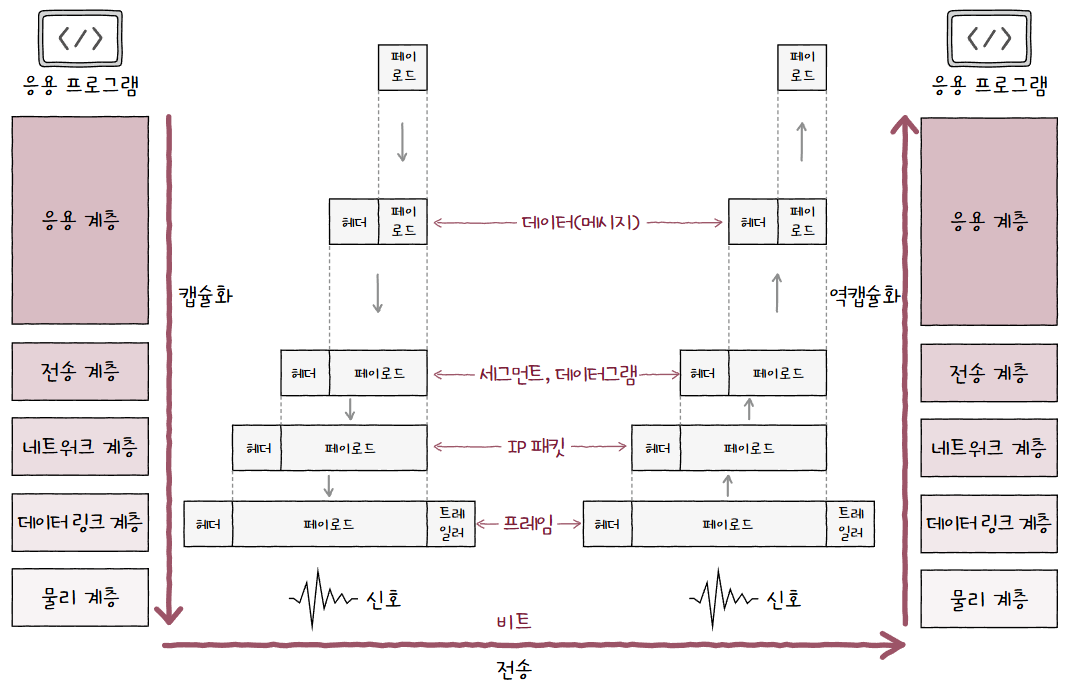 </>
</>
응용 프로그램
응용 프로그램
페이
로드
페이
로드
응용 계층
헤더
페이
로드
데이터(메시지)
헤더
페이
로드
응용 계층
캡슐화
역캡슐화
전송 계층
헤더
페이로드
세그먼트, 데이터그램
헤더
페이로드
전송 계층
네트워크 계층
헤더
페이로드
IP 패킷
헤더
페이로드
네트워크 계층
데이터 링크 계층
헤더
페이로드
트레
일러
프레임
헤더
페이로드
트레
일러
데이터 링크 계층
물리 계층
신호
신호
물리 계층
비트
전송